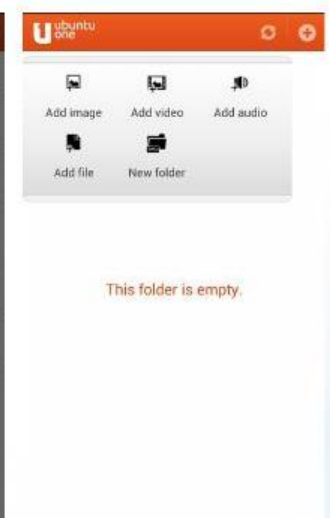 ubuntu
one
Add image Add video Add audio
Add file New folder
This folder is empty.